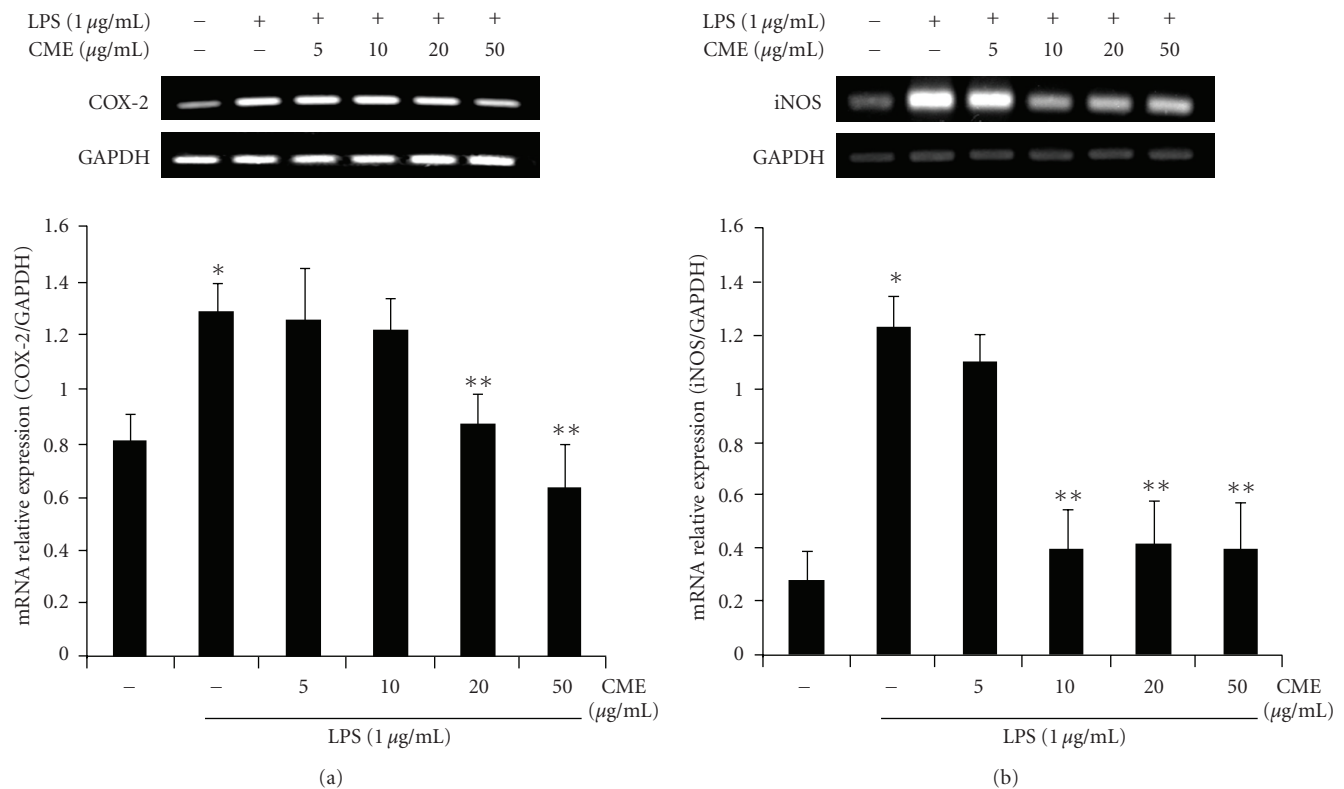 LPS (1 μg/mL) − + + + + +
CME (μg/mL) − − 5 10 20 50
COX-2
GAPDH
mRNA relative expression (COX-2/GAPDH)
1.6
1.4
1.2
1
0.8
0.6
0.4
0.2
0
∗
∗∗
∗∗
− − 5 10 20 50 CME
(μg/mL)
LPS (1 μg/mL)
(a)
LPS (1 μg/mL) − + + + + +
CME (μg/mL) − − 5 10 20 50
iNOS
GAPDH
mRNA relative expression (iNOS/GAPDH)
1.6
1.4
1.2
1
0.8
0.6
0.4
0.2
0
∗
∗∗
∗∗
∗∗
− − 5 10 20 50 CME
(μg/mL)
LPS (1 μg/mL)
(b)